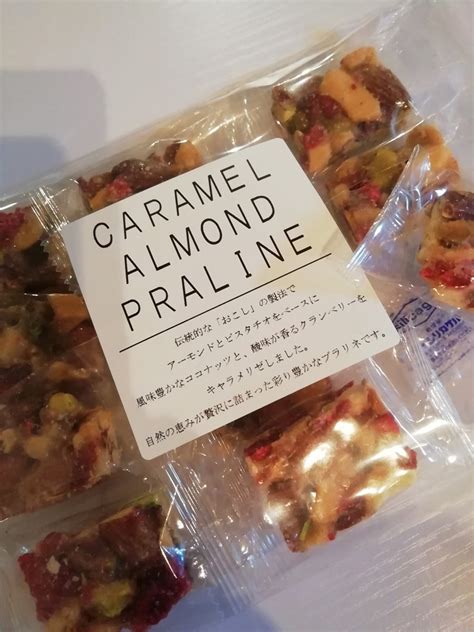 CARAMEL
ALMOND
PRALINE
伝統的な「おこし」の製法で
アーモンドとピスタチオをベースに
風味豊かなココナッツと、酸味が香るクランベリーを
キャラメリゼしました。
自然の恵みが贅沢に詰まった彩り豊かなプラリネです。